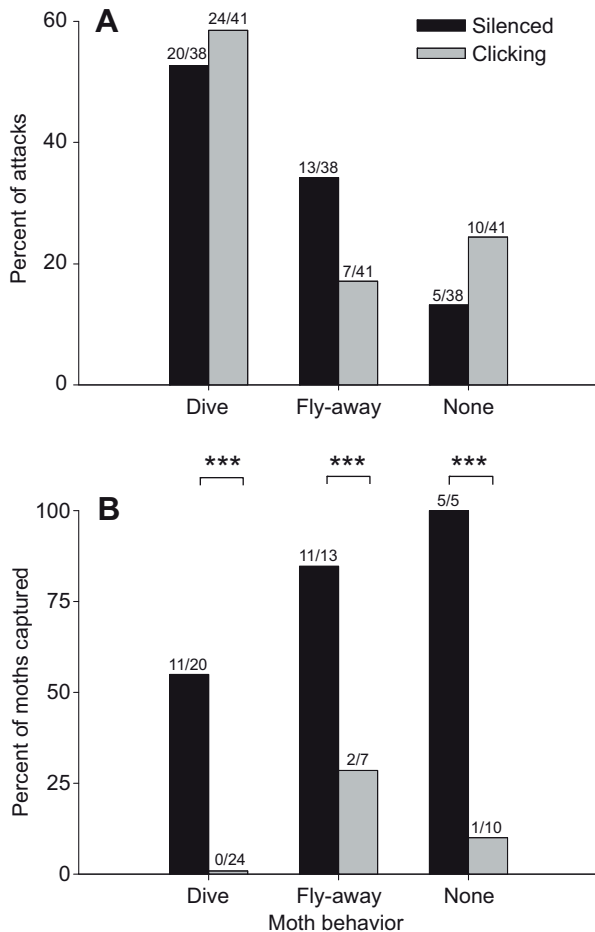 A
Silenced
Clicking
Percent of attacks
60
40
20
0
20/38
24/41
13/38
7/41
5/38
10/41
Dive
Fly-away
None
B
***
***
***
Percent of moths captured
100
75
50
25
0
11/20
0/24
11/13
2/7
5/5
1/10
Dive
Fly-away
None
Moth behavior